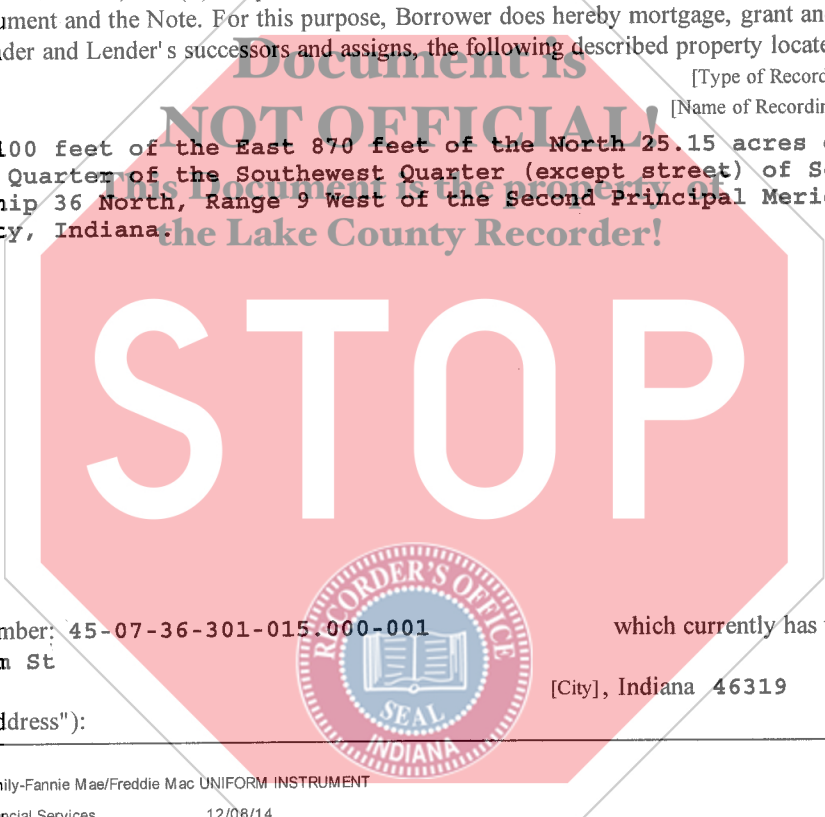 ument and the Note. For this purpose, Borrower does hereby mortgage, grant an
der and Lender's successors and assigns, the following described property locate
Document is
[Type of Record
NOT OFFICIAL!
[Name of Recordin
100 feet of the East 870 feet of the North 25.15 acres
Quarter of the Southewest Quarter (except street) of S
This Document is the property of
hip 36 North, Range 9 West of the Second Principal Meri
cy, Indiana.
the Lake County Recorder!
STOP
RECORDER'S OFFICE
mber: 45-07-36-301-015.000-001 which currently has
St
[City], Indiana 46319
SEAL
ddress"):
INDIANA
ily-Fannie Mae/Freddie Mac UNIFORM INSTRUMENT
ncial Services 12/08/14